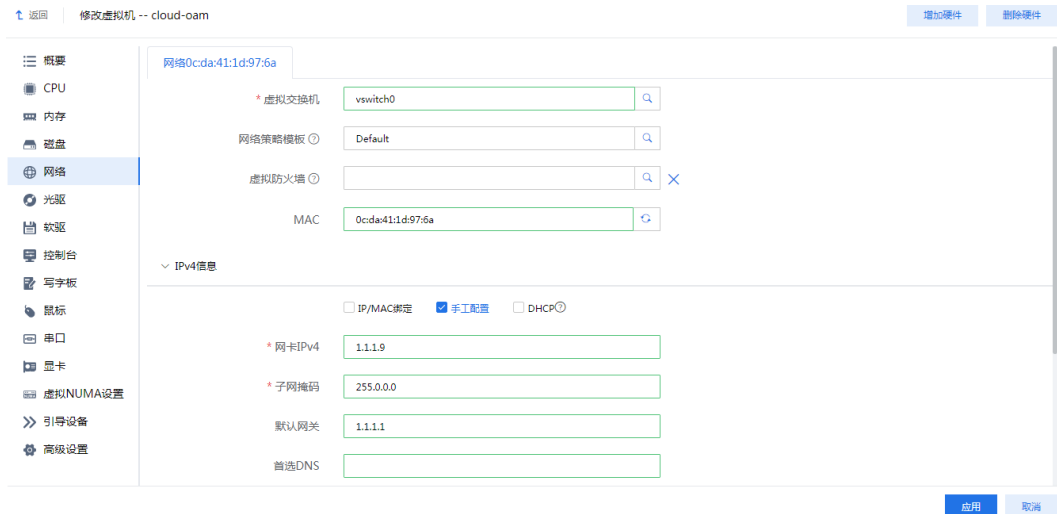 返回 修改虚拟机 -- cloud-oam 增加硬件 删除硬件
概要
CPU
内存
磁盘
网络
光驱
软驱
控制台
写字板
鼠标
串口
显卡
虚拟NUMA设置
引导设备
高级设置
网络0c:da:41:1d:97:6a
* 虚拟交换机 vswitch0
网络策略模板 ? Default
虚拟防火墙 ?
MAC 0c:da:41:1d:97:6a
IPv4信息
IP/MAC绑定 手工配置 DHCP ?
* 网卡IPv4 1.1.1.9
* 子网掩码 255.0.0.0
默认网关 1.1.1.1
首选DNS
应用 取消